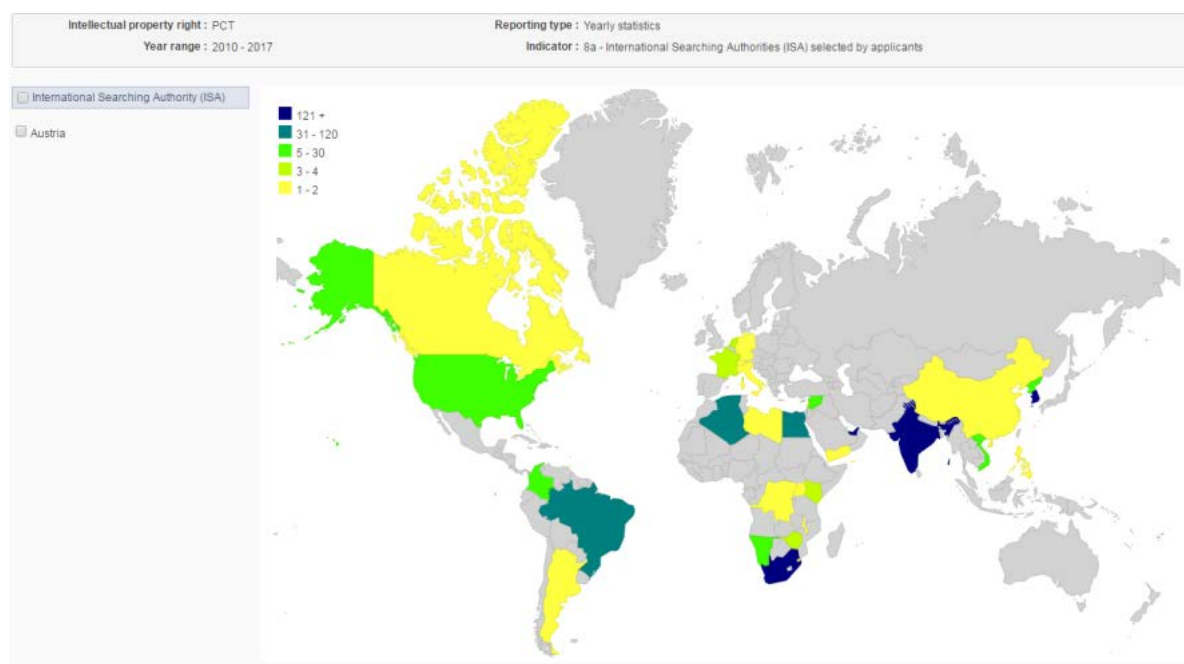 Intellectual property right : PCT
Reporting type : Yearly statistics
Year range : 2010 - 2017
Indicator : 8a - International Searching Authorities (ISA) selected by applicants
International Searching Authority (ISA)
Austria
121 +
31 - 120
5 - 30
3 - 4
1 - 2